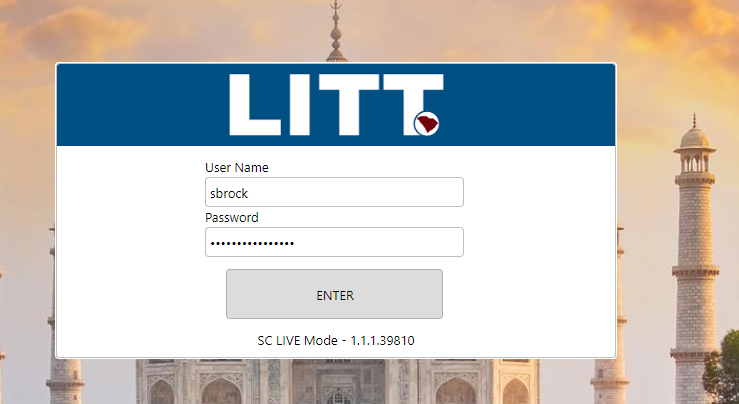 LITT
User Name
sbrock
Password
••••••••••••••••
ENTER
SC LIVE Mode - 1.1.1.39810